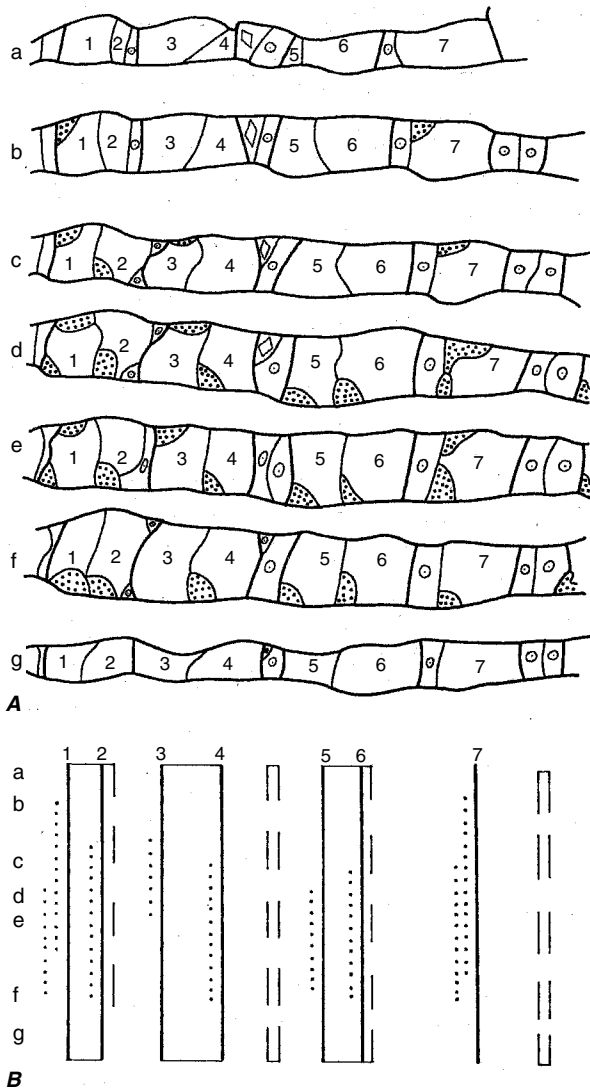 a 1 2 3 4 5 6 7
b 1 2 3 4 5 6 7
c 1 2 3 4 5 6 7
d 1 2 3 4 5 6 7
e 1 2 3 4 5 6 7
f 1 2 3 4 5 6 7
g 1 2 3 4 5 6 7
A
1 2 3 4 5 6 7
a
b
c
d
e
f
g
B